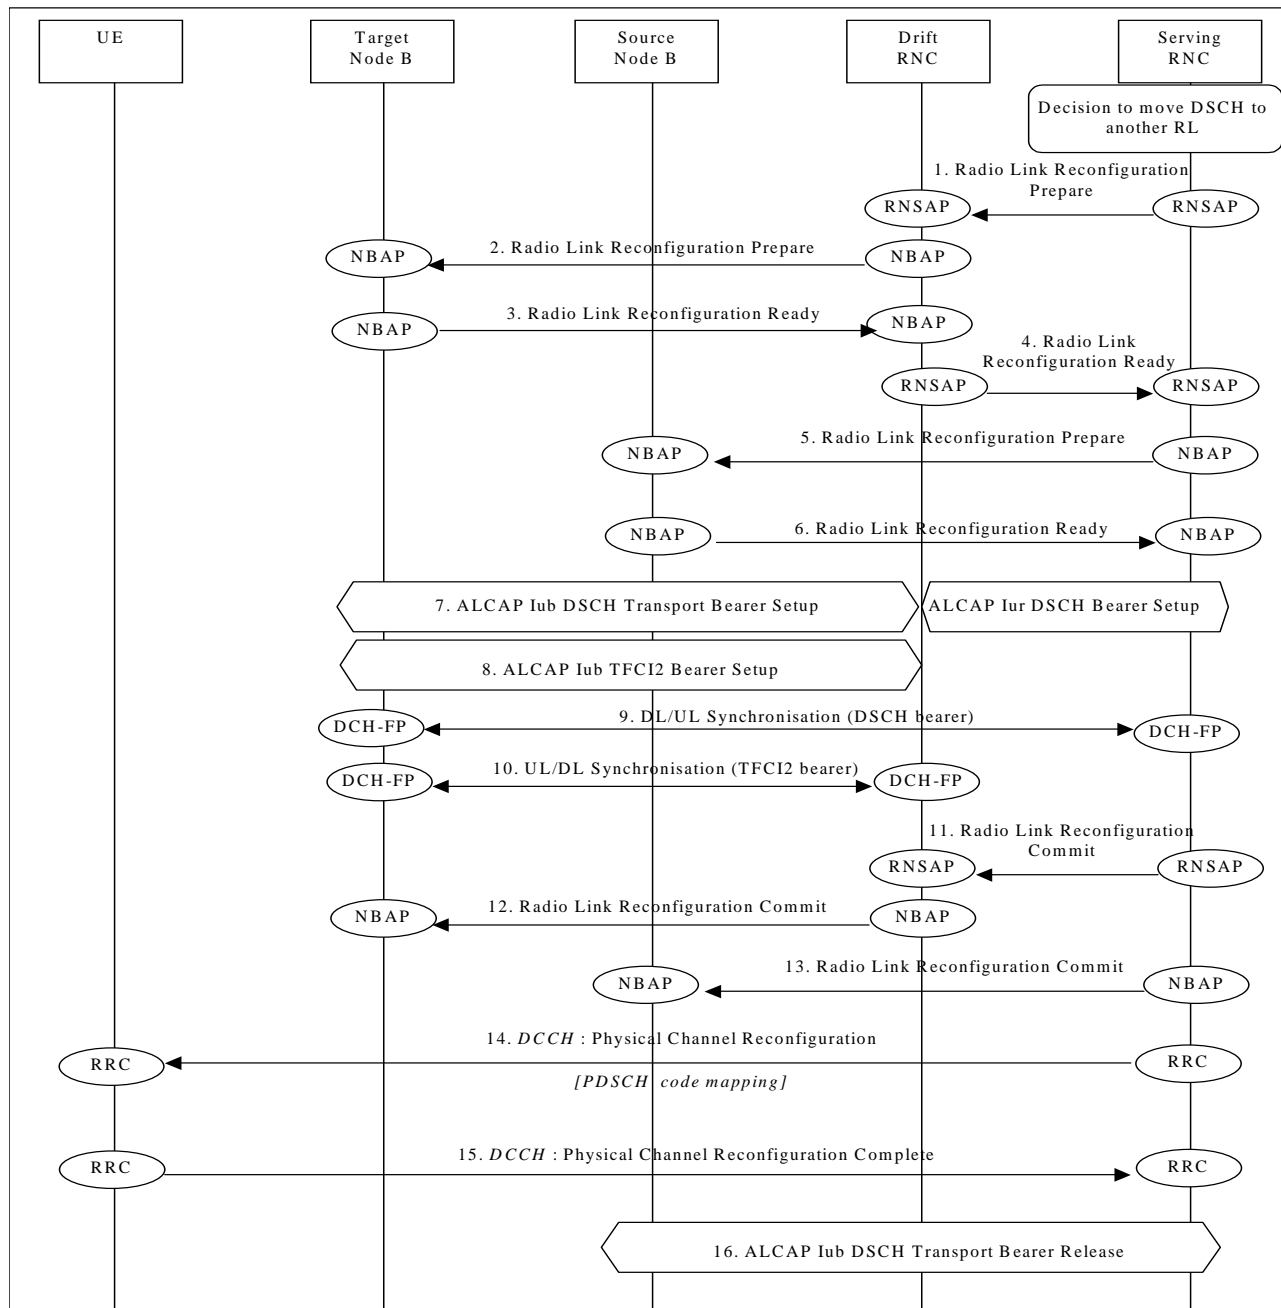 UE
Target
Node B
Source
Node B
Drift
RNC
Serving
RNC
Decision to move DSCH to
another RL
1. Radio Link Reconfiguration
Prepare
RNSAP
RNSAP
2. Radio Link Reconfiguration Prepare
NBAP
NBAP
3. Radio Link Reconfiguration Ready
NBAP
NBAP
4. Radio Link
Reconfiguration Ready
RNSAP
RNSAP
5. Radio Link Reconfiguration Prepare
NBAP
NBAP
6. Radio Link Reconfiguration Ready
NBAP
NBAP
7. ALCAP Iub DSCH Transport Bearer Setup
ALCAP Iur DSCH Bearer Setup
8. ALCAP Iub TFCI2 Bearer Setup
9. DL/UL Synchronisation (DSCH bearer)
DCH-FP
DCH-FP
10. UL/DL Synchronisation (TFCI2 bearer)
DCH-FP
DCH-FP
11. Radio Link Reconfiguration
Commit
RNSAP
RNSAP
12. Radio Link Reconfiguration Commit
NBAP
NBAP
13. Radio Link Reconfiguration Commit
NBAP
NBAP
14. DCCH : Physical Channel Reconfiguration
RRC
RRC
[PDSCH code mapping]
15. DCCH : Physical Channel Reconfiguration Complete
RRC
RRC
16. ALCAP Iub DSCH Transport Bearer Release